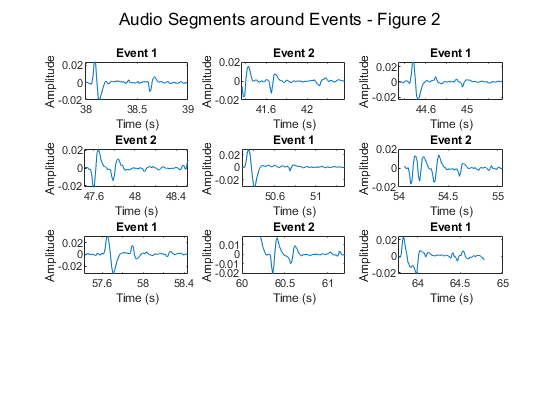 Audio Segments around Events - Figure 2
Event 1
Event 2
Event 1
Amplitude
0.02
0
-0.02
38
38.5
39
Time (s)
Amplitude
0.02
0
-0.02
41.6
42
Time (s)
Amplitude
0.02
0
-0.02
44.6
45
Time (s)
Event 2
Event 1
Event 2
Amplitude
0.02
0
-0.02
47.6
48
48.4
Time (s)
Amplitude
0.02
0
50.6
51
Time (s)
Amplitude
0.02
0
-0.02
54
54.5
55
Time (s)
Event 1
Event 2
Event 1
Amplitude
0.02
0
-0.02
57.6
58
58.4
Time (s)
Amplitude
0.01
0
-0.01
-0.02
60
60.5
61
Time (s)
Amplitude
0.02
0
-0.02
64
64.5
65
Time (s)